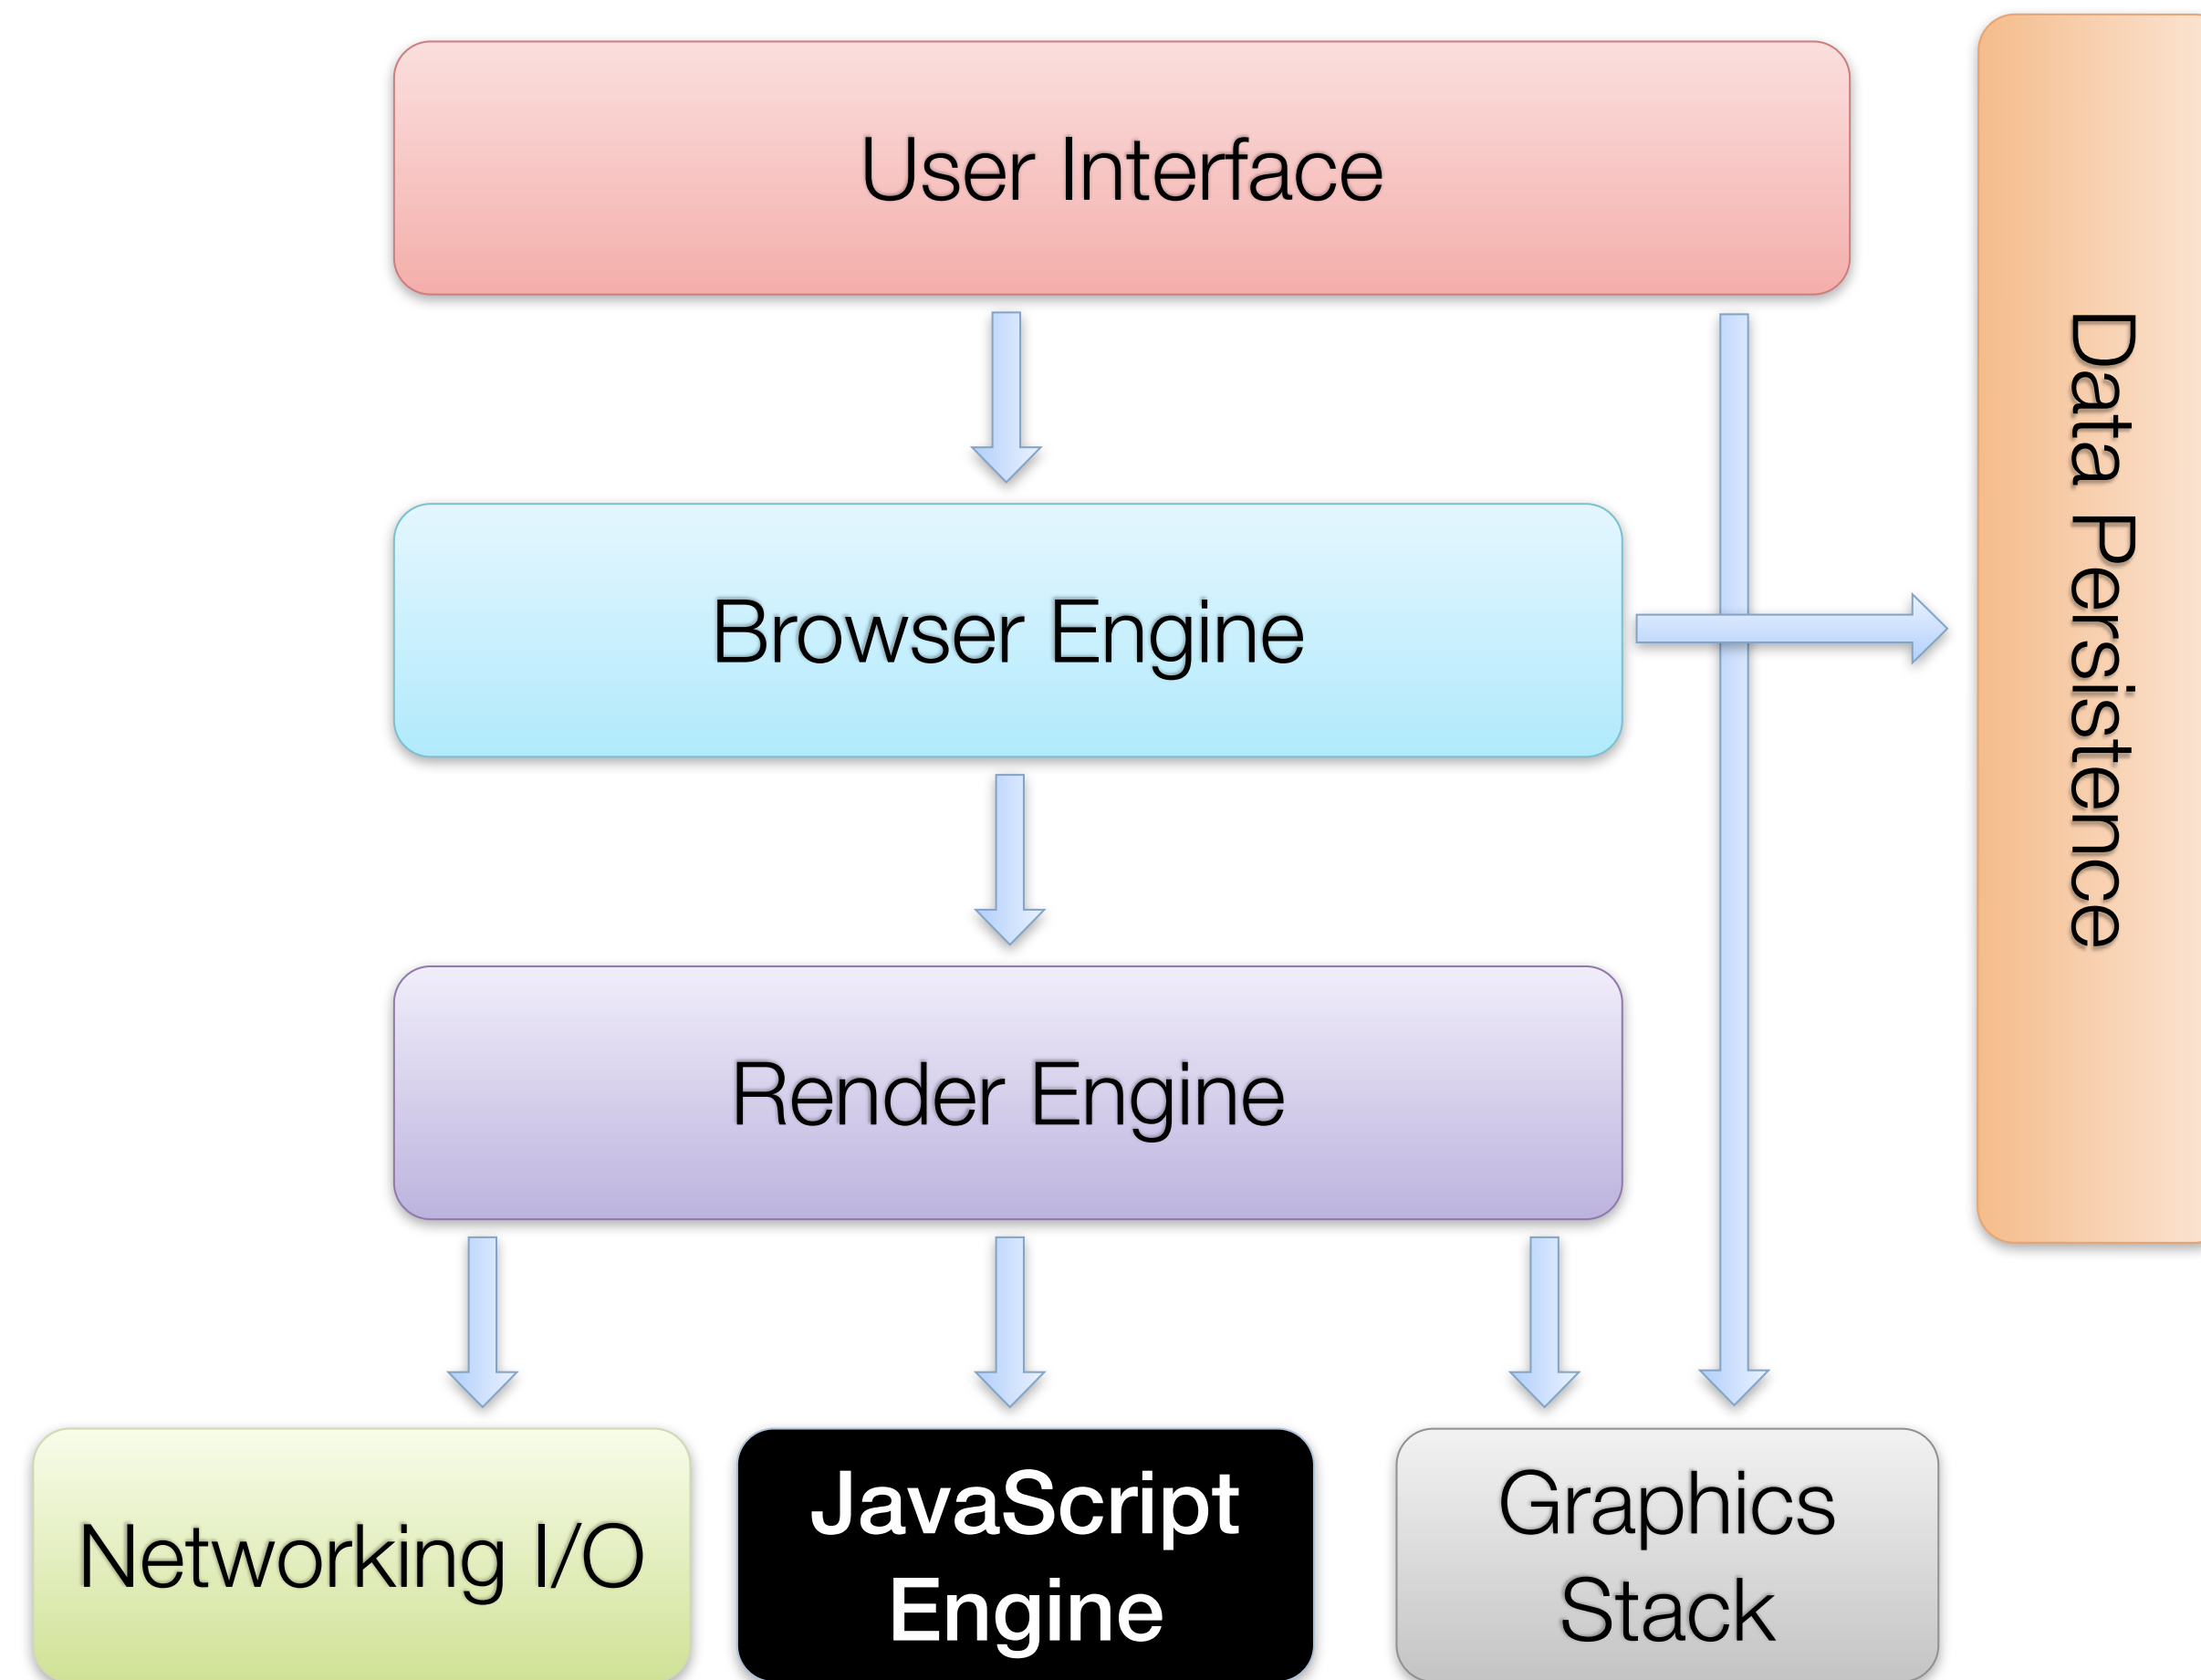 User Interface
Data Persistence
Browser Engine
Render Engine
Networking I/O
JavaScript
Engine
Graphics
Stack